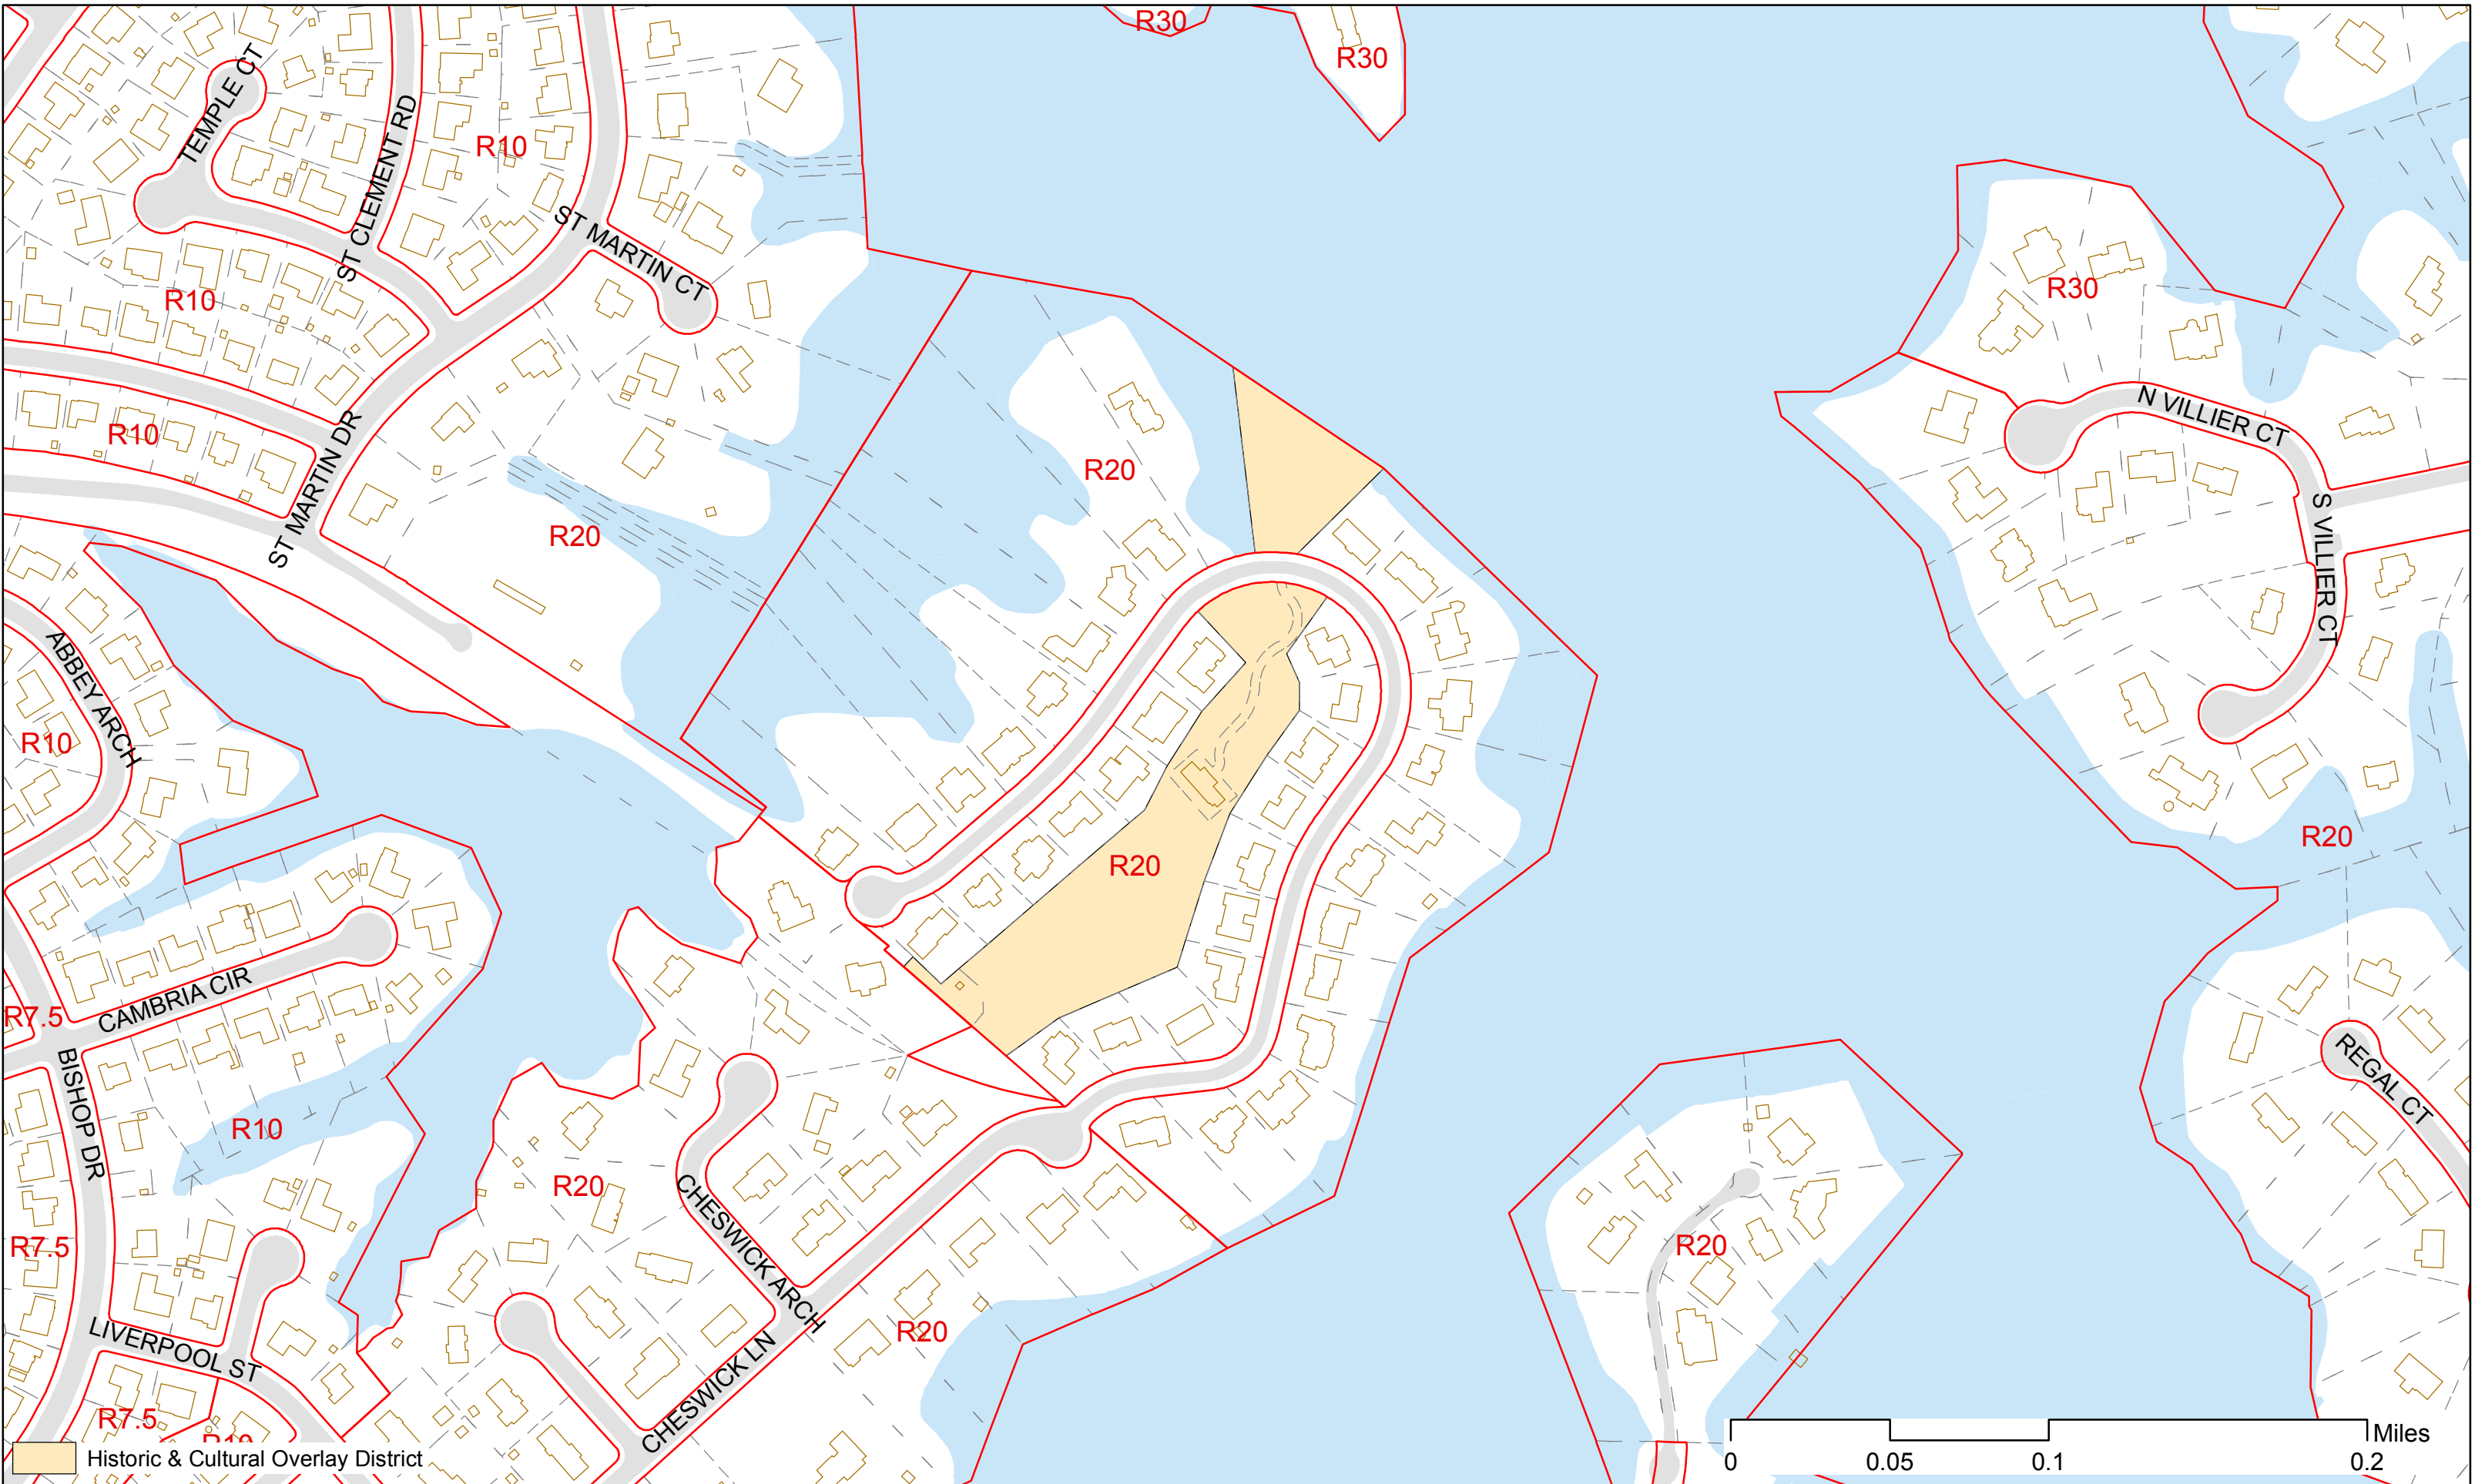 R30
R30
TEMPLE CT
ST CLEMENT RD
R10
ST MARTIN CT
R30
R10
N VILLIER CT
R10
ST MARTIN DR
R20
R20
S VILLIER CT
ABBEY ARCH
R10
R20
R20
CAMBRIA CIR
R7.5
BISHOP DR
REGAL CT
R10
R20
CHESWICK ARCH
R7.5
R20
LIVERPOOL ST
R20
CHESWICK LN
R7.5
R10
Miles
Historic & Cultural Overlay District
0
0.05
0.1
0.2